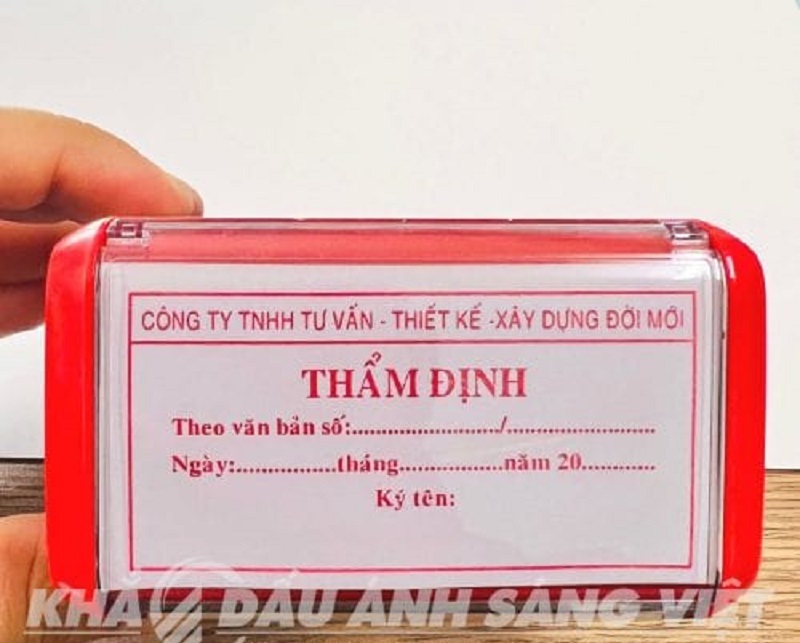 CÔNG TY TNHH TƯ VẤN - THIẾT KẾ -XÂY DỰNG ĐỜI MỚI
THẨM ĐỊNH
Theo văn bản số:........................./.........................
Ngày:.................tháng..................năm 20.............
Ký tên:
KHẮC DẤU ÁNH SÁNG VIỆT